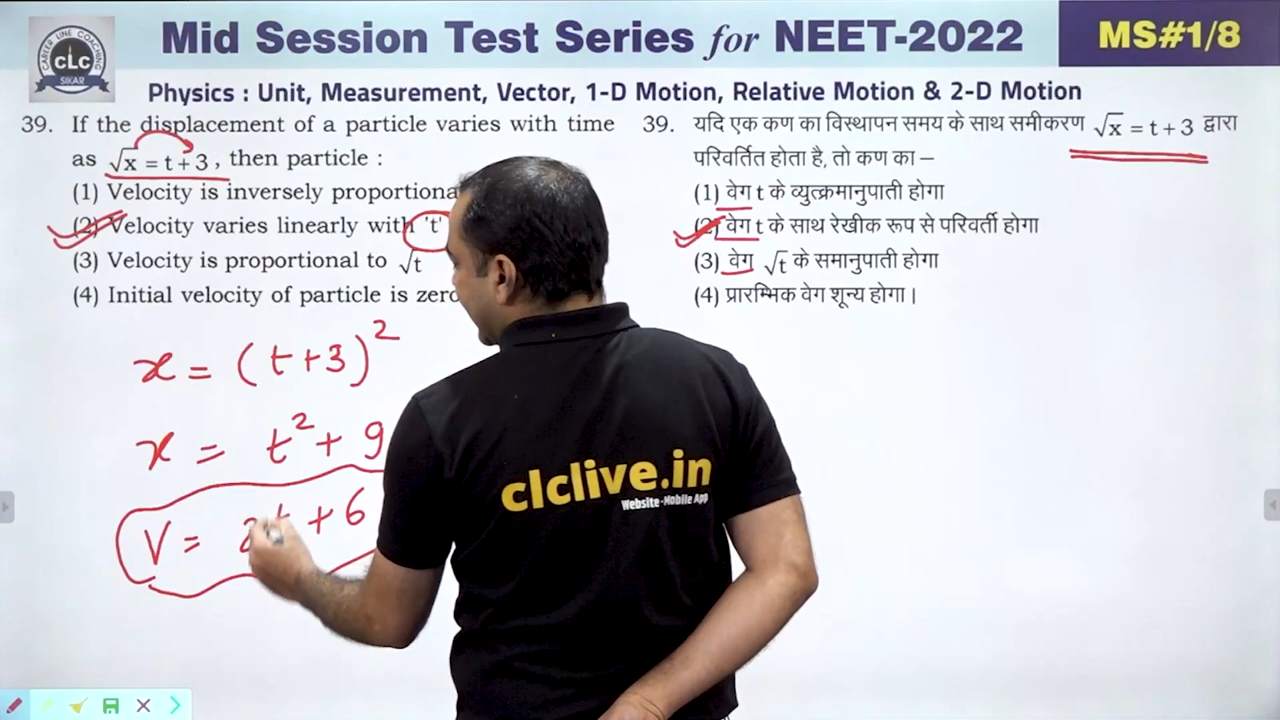 CAREER LINE COACHING
CLC
SIKAR
Mid Session Test Series for NEET-2022
MS#1/8
Physics : Unit, Measurement, Vector, 1-D Motion, Relative Motion & 2-D Motion
39. If the displacement of a particle varies with time
as √x = t + 3, then particle :
(1) Velocity is inversely proportiona
(2) Velocity varies linearly with 't'
(3) Velocity is proportional to √t
(4) Initial velocity of particle is zero
39. यदि एक कण का विस्थापन समय के साथ समीकरण √x = t + 3 द्वारा
परिवर्तित होता है, तो कण का –
(1) वेग t के व्युत्क्रमानुपाती होगा
(2) वेग t के साथ रेखीक रूप से परिवर्ती होगा
(3) वेग √t के समानुपाती होगा
(4) प्रारम्भिक वेग शून्य होगा।
x = (t+3)²
x = t² + 9
V = 2t + 6
clclive.in
Website-Mobile App